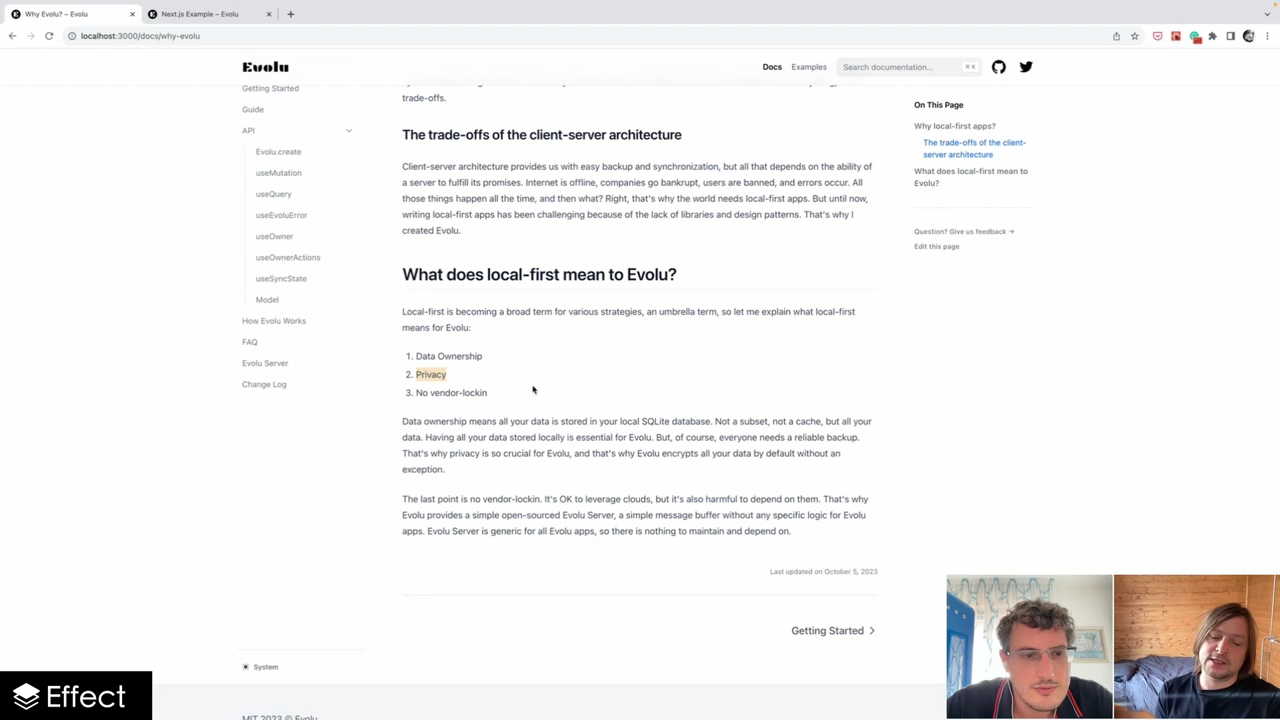 Why Evolu? – Evolu
Next.js Example – Evolu
localhost:3000/docs/why-evolu
Evolu
Docs
Examples
Search documentation...
⌘ K
Getting Started
Guide
API
Evolu.create
useMutation
useQuery
useEvoluError
useOwner
useOwnerActions
useSyncState
Model
How Evolu Works
FAQ
Evolu Server
Change Log
System
trade-offs.
The trade-offs of the client-server architecture
Client-server architecture provides us with easy backup and synchronization, but all that depends on the ability of
a server to fulfill its promises. Internet is offline, companies go bankrupt, users are banned, and errors occur. All
those things happen all the time, and then what? Right, that's why the world needs local-first apps. But until now,
writing local-first apps has been challenging because of the lack of libraries and design patterns. That's why I
created Evolu.
What does local-first mean to Evolu?
Local-first is becoming a broad term for various strategies, an umbrella term, so let me explain what local-first
means for Evolu:
1. Data Ownership
2. Privacy
3. No vendor-lockin
Data ownership means all your data is stored in your local SQLite database. Not a subset, not a cache, but all your
data. Having all your data stored locally is essential for Evolu. But, of course, everyone needs a reliable backup.
That's why privacy is so crucial for Evolu, and that's why Evolu encrypts all your data by default without an
exception.
The last point is no vendor-lockin. It's OK to leverage clouds, but it's also harmful to depend on them. That's why
Evolu provides a simple open-sourced Evolu Server, a simple message buffer without any specific logic for Evolu
apps. Evolu Server is generic for all Evolu apps, so there is nothing to maintain and depend on.
Last updated on October 5, 2023
Getting Started
On This Page
Why local-first apps?
The trade-offs of the client-
server architecture
What does local-first mean to
Evolu?
Question? Give us feedback →
Edit this page
MIT 2023 © Evolu
Effect